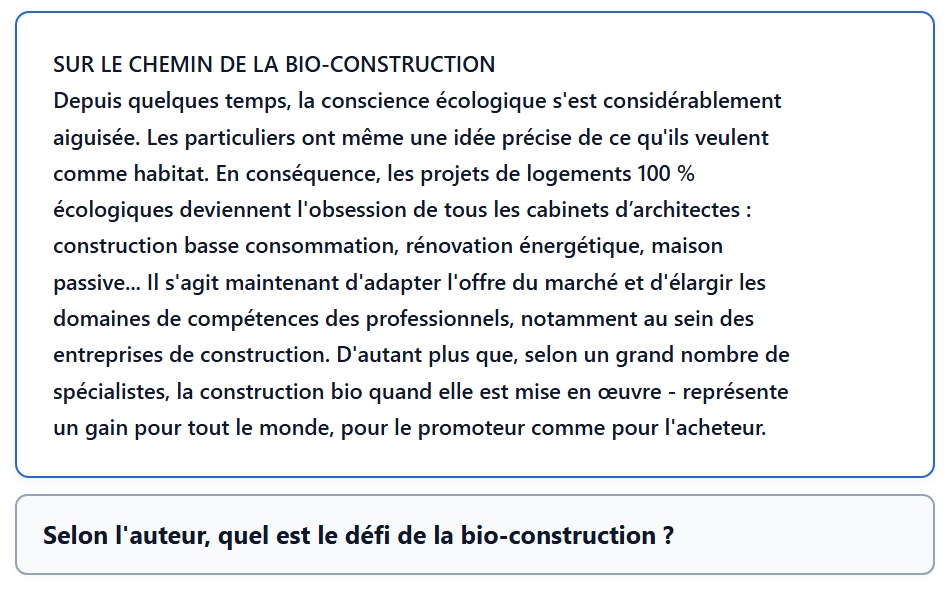 SUR LE CHEMIN DE LA BIO-CONSTRUCTION
Depuis quelques temps, la conscience écologique s'est considérablement
aiguisée. Les particuliers ont même une idée précise de ce qu'ils veulent
comme habitat. En conséquence, les projets de logements 100 %
écologiques deviennent l'obsession de tous les cabinets d’architectes :
construction basse consommation, rénovation énergétique, maison
passive... Il s'agit maintenant d'adapter l'offre du marché et d'élargir les
domaines de compétences des professionnels, notamment au sein des
entreprises de construction. D'autant plus que, selon un grand nombre de
spécialistes, la construction bio quand elle est mise en œuvre - représente
un gain pour tout le monde, pour le promoteur comme pour l'acheteur.
Selon l'auteur, quel est le défi de la bio-construction ?